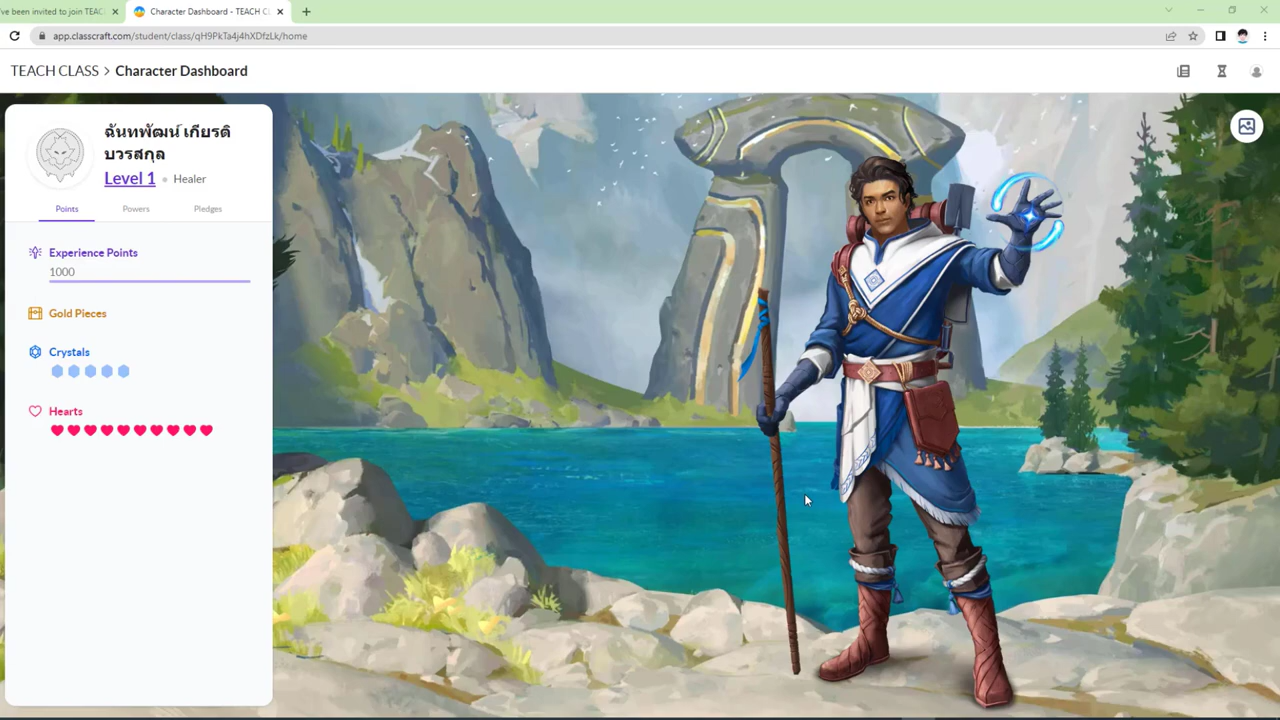 've been invited to join TEAC
Character Dashboard - TEACH C
app.classcraft.com/student/class/qH9PkTa4j4hXDfzLk/home
TEACH CLASS > Character Dashboard
ฉันทพัฒน์ เกียรติ
บวรสกุล
Level 1 • Healer
Points Powers Pledges
Experience Points
1000
Gold Pieces
Crystals
Hearts